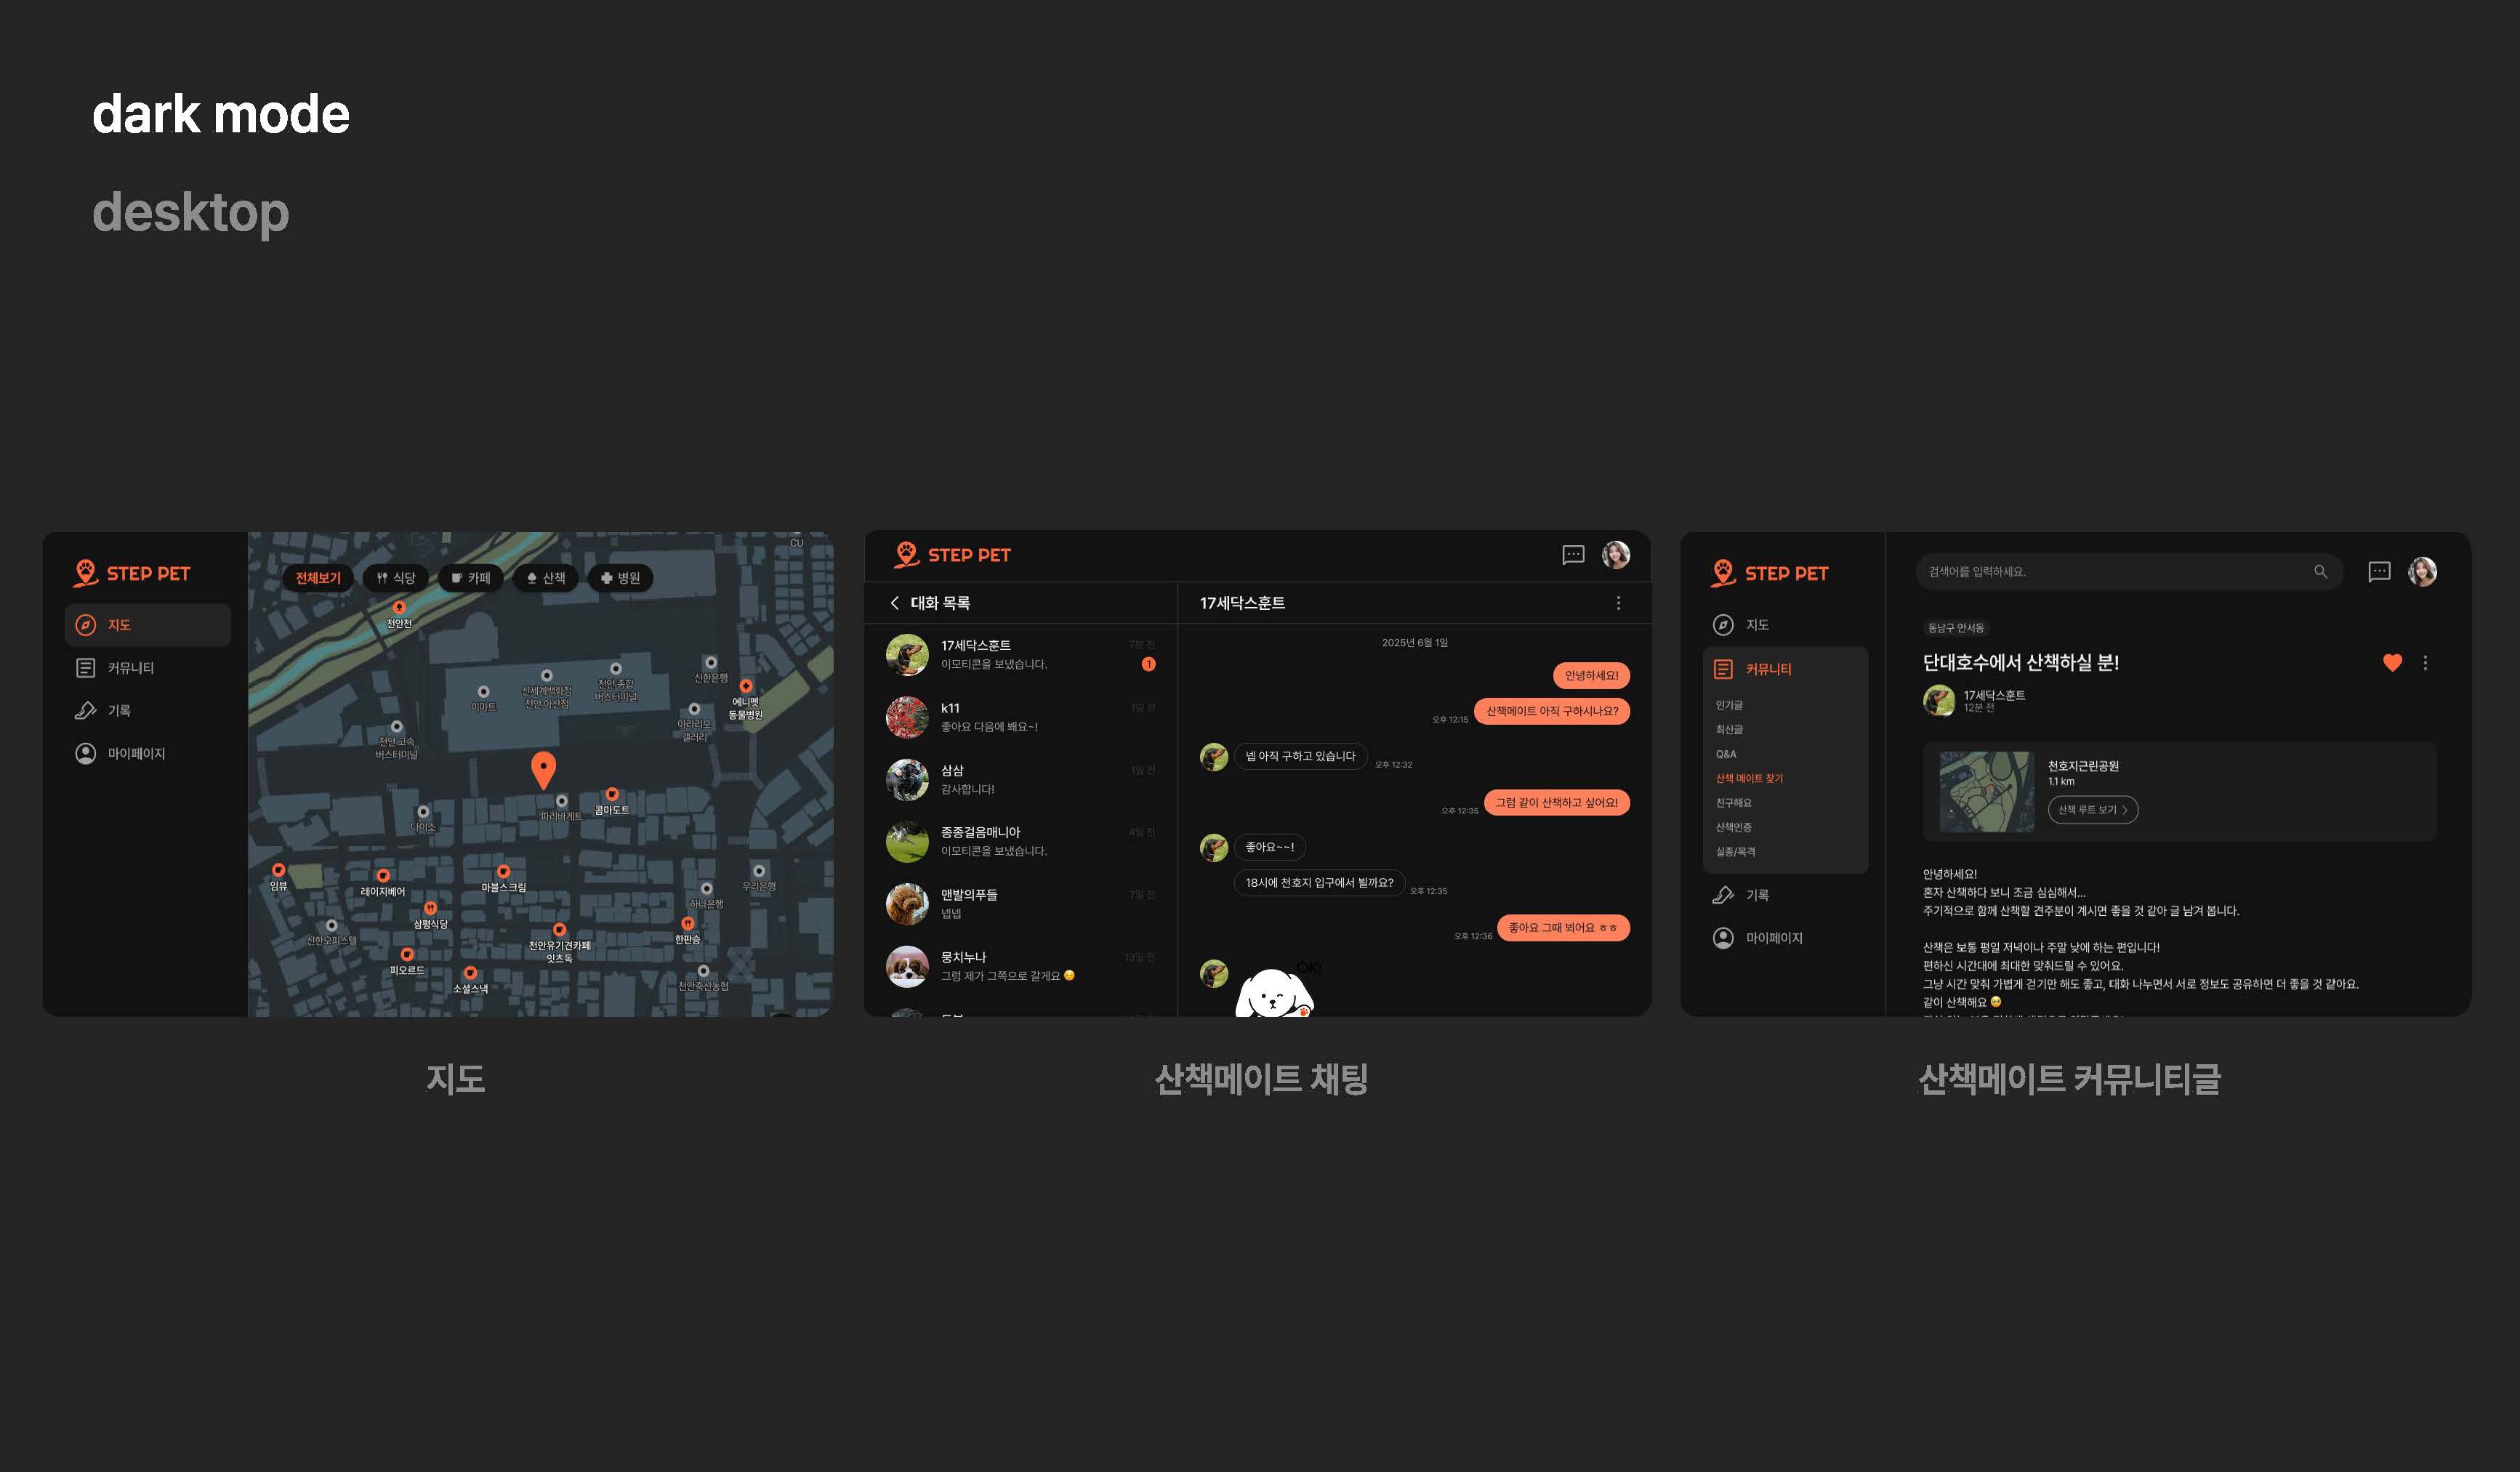 dark mode
desktop
STEP PET
지도
커뮤니티
기록
마이페이지
전체보기
식당
카페
산책
병원
CU
천안천
이마트
신세계백화점
천안아산점
천안종합
버스터미널
신한은행
에니펫
동물병원
아라리오
갤러리
천안고속
버스터미널
다이소
파리바게트
콤마도트
임뷰
레이지베어
마블스크림
삼평식당
신한오피스텔
피오르드
소셜스낵
천안유기견카페
잇츠독
한판승
하나은행
우리은행
천안축산농협
지도
STEP PET
대화 목록
17세닥스훈트
7분 전
이모티콘을 보냈습니다.
1
k11
1일 전
좋아요 다음에 봬요~!
삼삼
1일 전
감사합니다!
종종걸음매니아
4일 전
이모티콘을 보냈습니다.
맨발의푸들
7일 전
넵넵
뭉치누나
13일 전
그럼 제가 그쪽으로 갈게요 ☺️
17세닥스훈트
2025년 6월 1일
안녕하세요!
산책메이트 아직 구하시나요?
오후 12:15
넵 아직 구하고 있습니다
오후 12:32
그럼 같이 산책하고 싶어요!
오후 12:35
좋아요~~!
18시에 천호지 입구에서 뵐까요?
오후 12:35
좋아요 그때 뵈어요 ㅎㅎ
오후 12:36
OK!
산책메이트 채팅
STEP PET
지도
커뮤니티
인기글
최신글
Q&A
산책 메이트 찾기
친구해요
산책인증
실종/목격
기록
마이페이지
검색어를 입력하세요.
동남구 안서동
단대호수에서 산책하실 분!
17세닥스훈트
12분 전
천호지근린공원
1.1 km
산책 루트 보기 >
안녕하세요!
혼자 산책하다 보니 조금 심심해서...
주기적으로 함께 산책할 견주분이 계시면 좋을 것 같아 글 남겨 봅니다.
산책은 보통 평일 저녁이나 주말 낮에 하는 편입니다!
편하신 시간대에 최대한 맞춰드릴 수 있어요.
그냥 시간 맞춰 가볍게 걷기만 해도 좋고, 대화 나누면서 서로 정보도 공유하면 더 좋을 것 같아요.
같이 산책해요 🥹
산책메이트 커뮤니티글